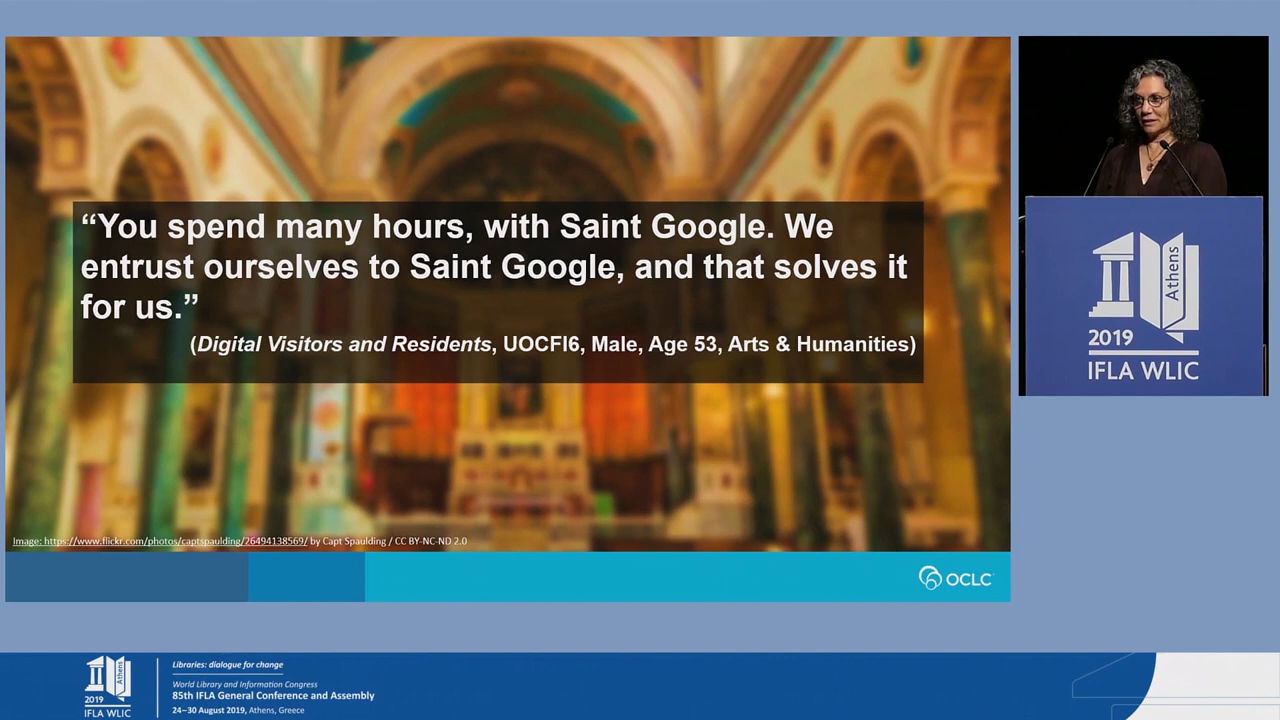 “You spend many hours, with Saint Google. We
entrust ourselves to Saint Google, and that solves it
for us.”
(Digital Visitors and Residents, UOCFI6, Male, Age 53, Arts & Humanities)
Image: https://www.flickr.com/photos/captspaulding/26494138569/ by Capt Spaulding / CC BY-NC-ND 2.0
OCLC
Athens
2019
IFLA WLIC
Athens
2019
IFLA WLIC
Libraries: dialogue for change
World Library and Information Congress
85th IFLA General Conference and Assembly
24–30 August 2019, Athens, Greece